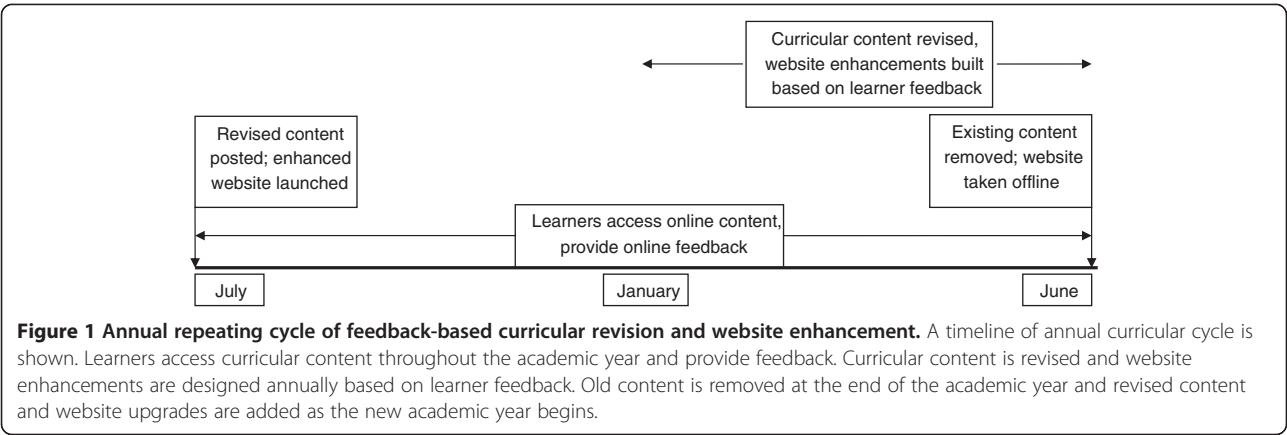 Curricular content revised,
website enhancements built
based on learner feedback
Revised content
posted; enhanced
website launched
Existing content
removed; website
taken offline
Learners access online content,
provide online feedback
July
January
June
Figure 1 Annual repeating cycle of feedback-based curricular revision and website enhancement. A timeline of annual curricular cycle is
shown. Learners access curricular content throughout the academic year and provide feedback. Curricular content is revised and website
enhancements are designed annually based on learner feedback. Old content is removed at the end of the academic year and revised content
and website upgrades are added as the new academic year begins.